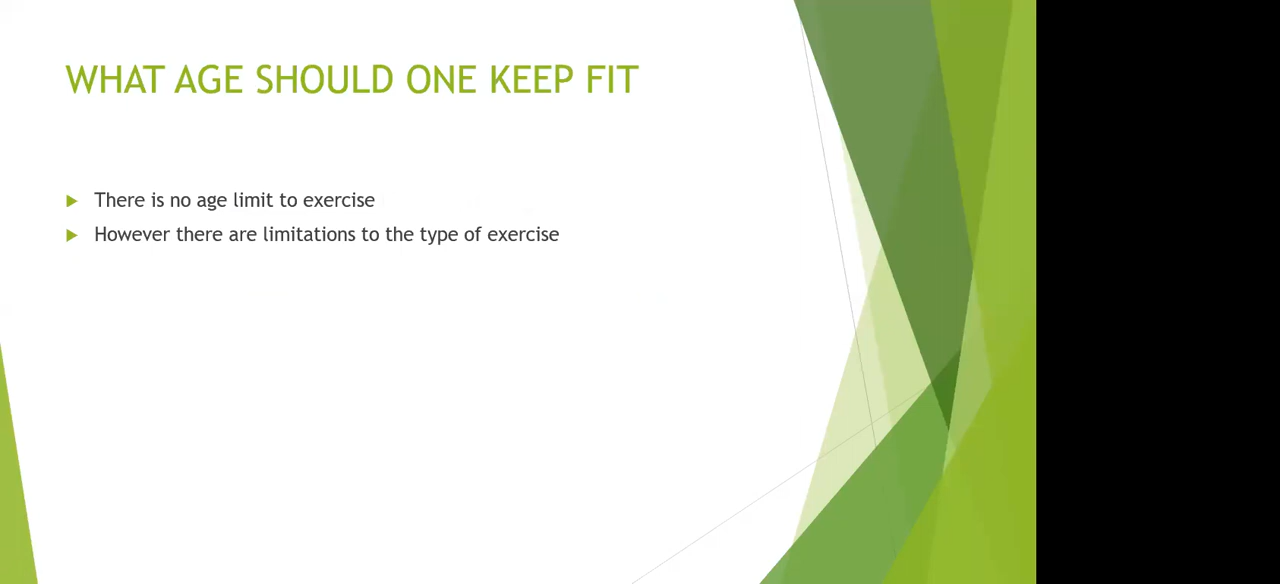 WHAT AGE SHOULD ONE KEEP FIT
There is no age limit to exercise
However there are limitations to the type of exercise